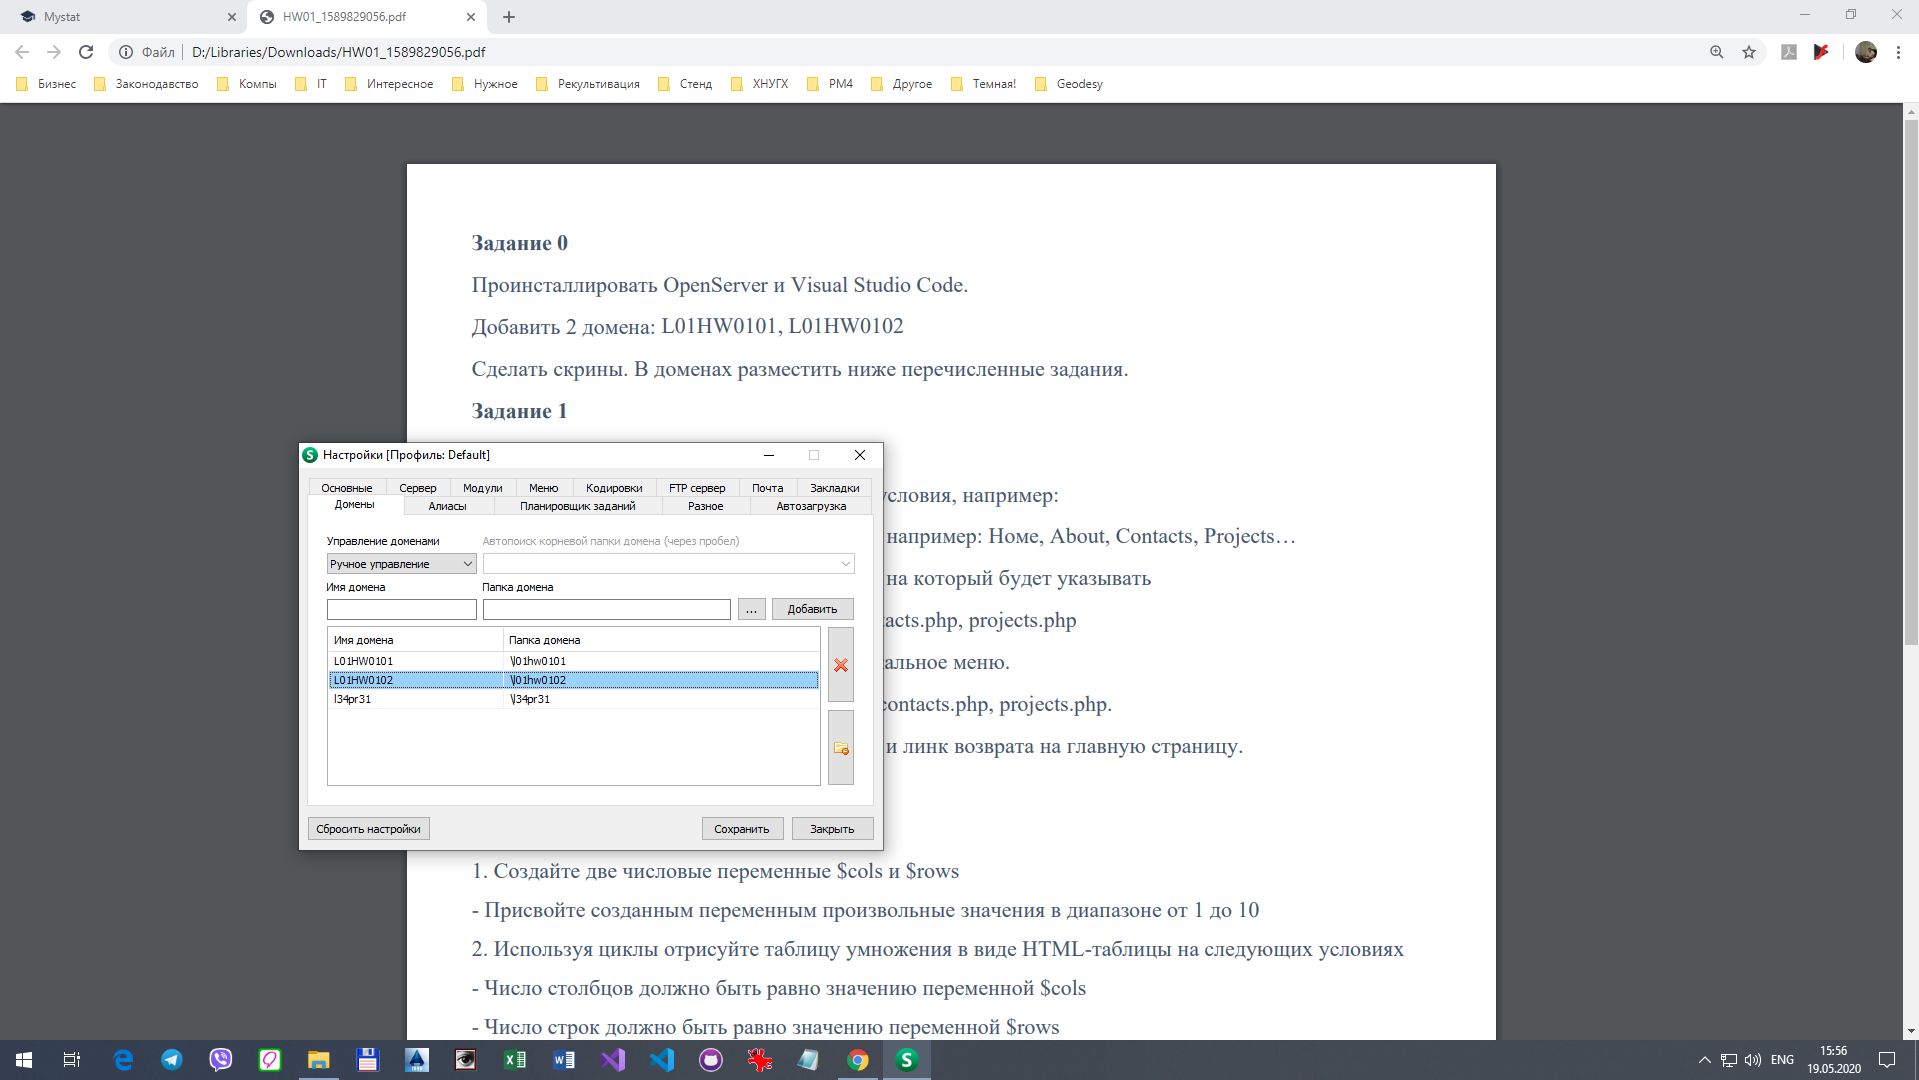 Mystat
HW01_1589829056.pdf
Файл
D:/Libraries/Downloads/HW01_1589829056.pdf
Бизнес
Законодавство
Компы
IT
Интересное
Нужное
Рекультивация
Стенд
ХНУГХ
РМ4
Другое
Темная!
Geodesy
Задание 0
Проинсталлировать OpenServer и Visual Studio Code.
Добавить 2 домена: L01HW0101, L01HW0102
Сделать скрины. В доменах разместить ниже перечисленные задания.
Задание 1
условия, например:
например: Home, About, Contacts, Projects…
на который будет указывать
tacts.php, projects.php
альное меню.
contacts.php, projects.php.
и линк возврата на главную страницу.
Настройки [Профиль: Default]
Основные
Сервер
Модули
Меню
Кодировки
FTP сервер
Почта
Закладки
Домены
Алиасы
Планировщик заданий
Разное
Автозагрузка
Управление доменами
Автопоиск корневой папки домена (через пробел)
Ручное управление
Имя домена
Папка домена
...
Добавить
Имя домена
Папка домена
L01HW0101
\l01hw0101
L01HW0102
\l01hw0102
l34pr31
\l34pr31
Сбросить настройки
Сохранить
Закрыть
1. Создайте две числовые переменные $cols и $rows
- Присвойте созданным переменным произвольные значения в диапазоне от 1 до 10
2. Используя циклы отрисуйте таблицу умножения в виде HTML-таблицы на следующих условиях
- Число столбцов должно быть равно значению переменной $cols
- Число строк должно быть равно значению переменной $rows
ENG
15:56
19.05.2020